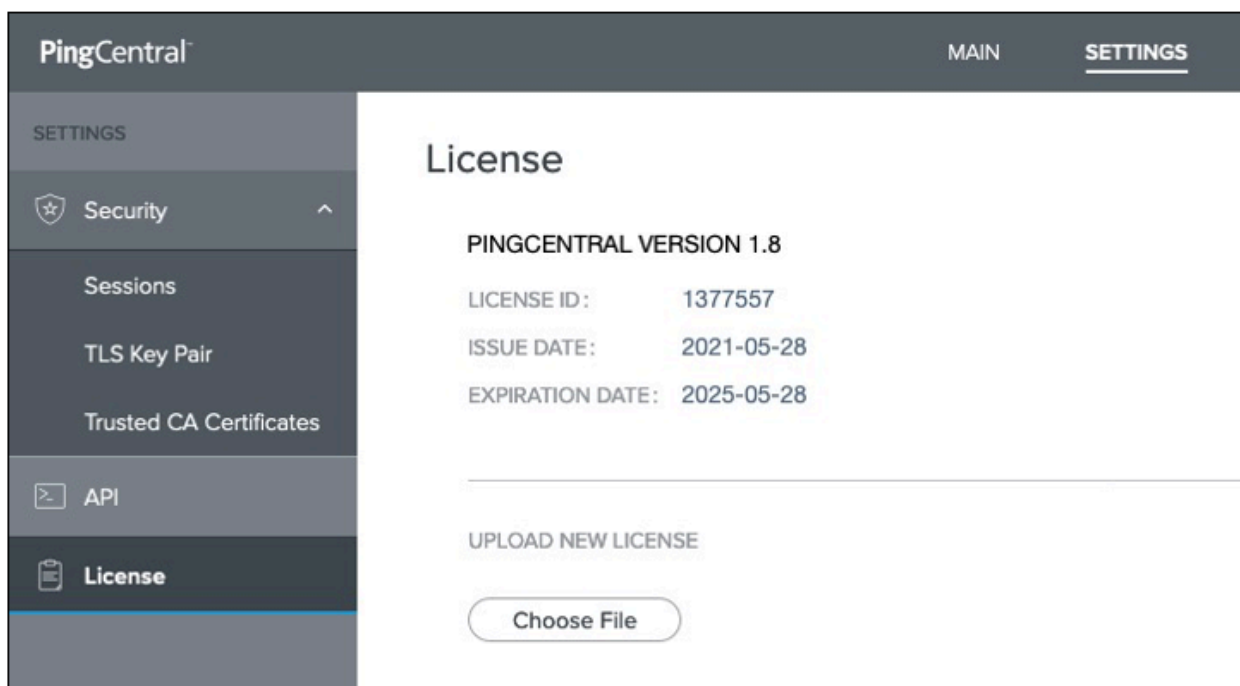 PingCentral
MAIN
SETTINGS
SETTINGS
Security
Sessions
TLS Key Pair
Trusted CA Certificates
API
License
License
PINGCENTRAL VERSION 1.8
LICENSE ID: 1377557
ISSUE DATE: 2021-05-28
EXPIRATION DATE: 2025-05-28
UPLOAD NEW LICENSE
Choose File